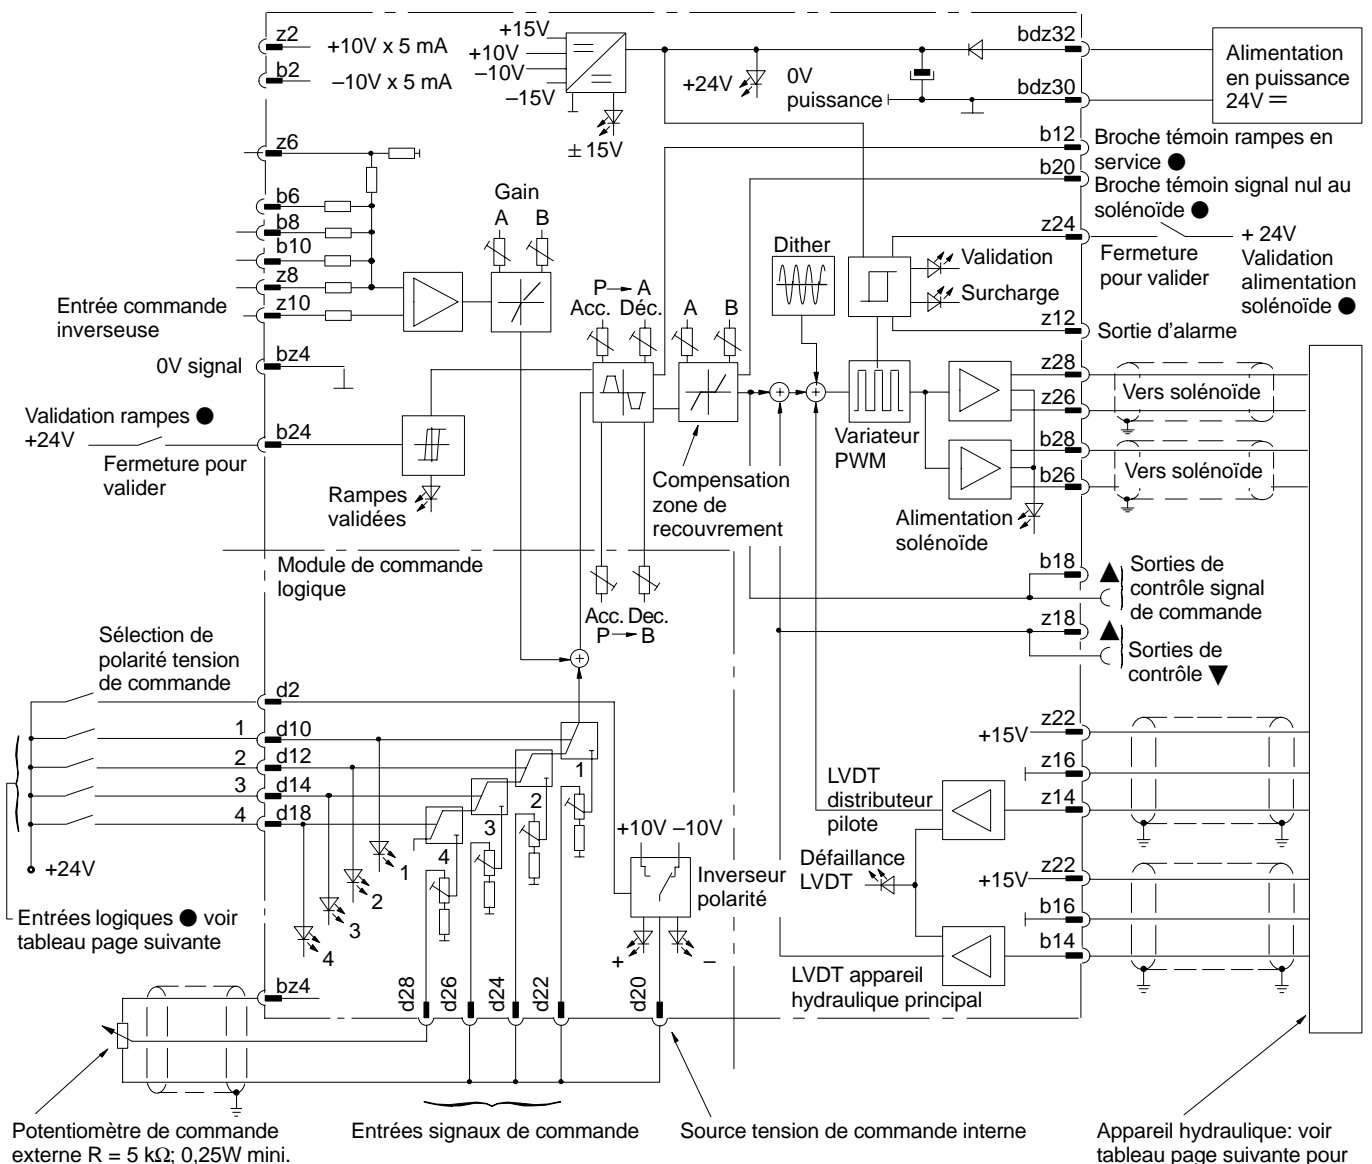 z2
+10V x 5 mA
b2
–10V x 5 mA
+15V
+10V
–10V
–15V
± 15V
+24V
0V
puissance
bdz32
bdz30
Alimentation
en puissance
24V
z6
b6
b8
b10
z8
z10
Gain
A B
Entrée commande
inverseuse
0V signal
bz4
Validation rampes ●
+24V
b24
Fermeture pour
valider
Rampes
validées
P → A
Acc. Déc.
A B
Dither
b12
Broche témoin rampes en
service ●
b20
Broche témoin signal nul au
solénoïde ●
z24
+ 24V
Fermeture
pour valider
Validation
alimentation
solénoïde ●
Validation
Surcharge
z12
Sortie d'alarme
z28
Vers solénoïde
z26
b28
Vers solénoïde
b26
Variateur
PWM
Compensation
zone de
recouvrement
Alimentation
solénoïde
Module de commande
logique
Acc. Dec.
P → B
b18
▲ Sorties de
contrôle signal
de commande
z18
▲ Sorties de
contrôle ▼
Sélection de
polarité tension
de commande
d2
1 d10
2 d12
3 d14
4 d18
+24V
Entrées logiques ● voir
tableau page suivante
1
2
3
4
1
2
3
4
+10V –10V
Inverseur
polarité
+ –
LVDT
distributeur
pilote
Défaillance
LVDT
LVDT appareil
hydraulique principal
z22
+15V
z16
z14
z22
+15V
b16
b14
bz4
d28
d26
d24
d22
d20
Potentiomètre de commande
externe R = 5 kΩ; 0,25W mini.
Entrées signaux de commande
Source tension de commande interne
Appareil hydraulique: voir
tableau page suivante pour